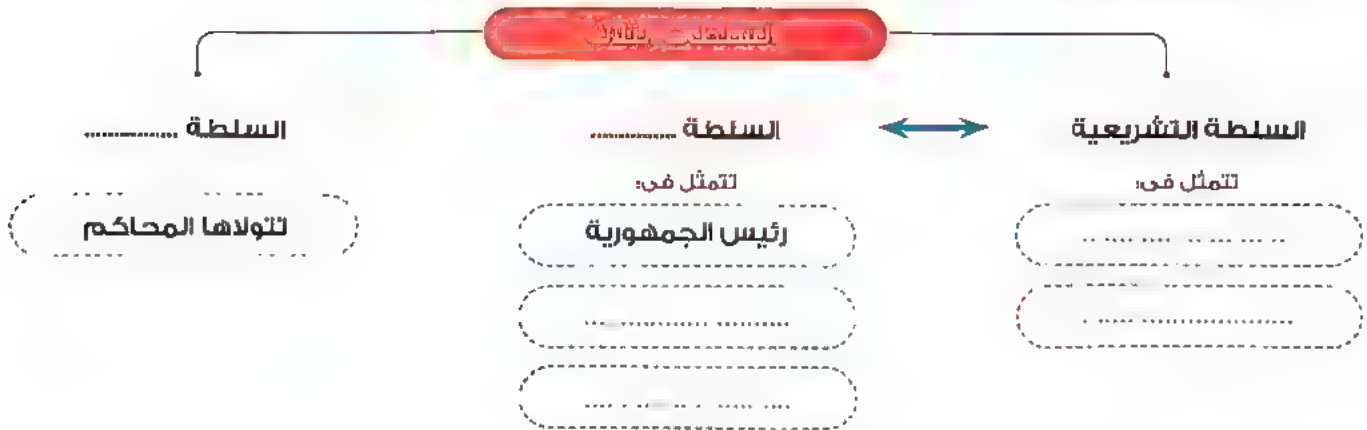 السلطة التشريعية
السلطة ............
السلطة ............
تتمثل في:
تتمثل في:
رئيس الجمهورية
تتولاها المحاكم